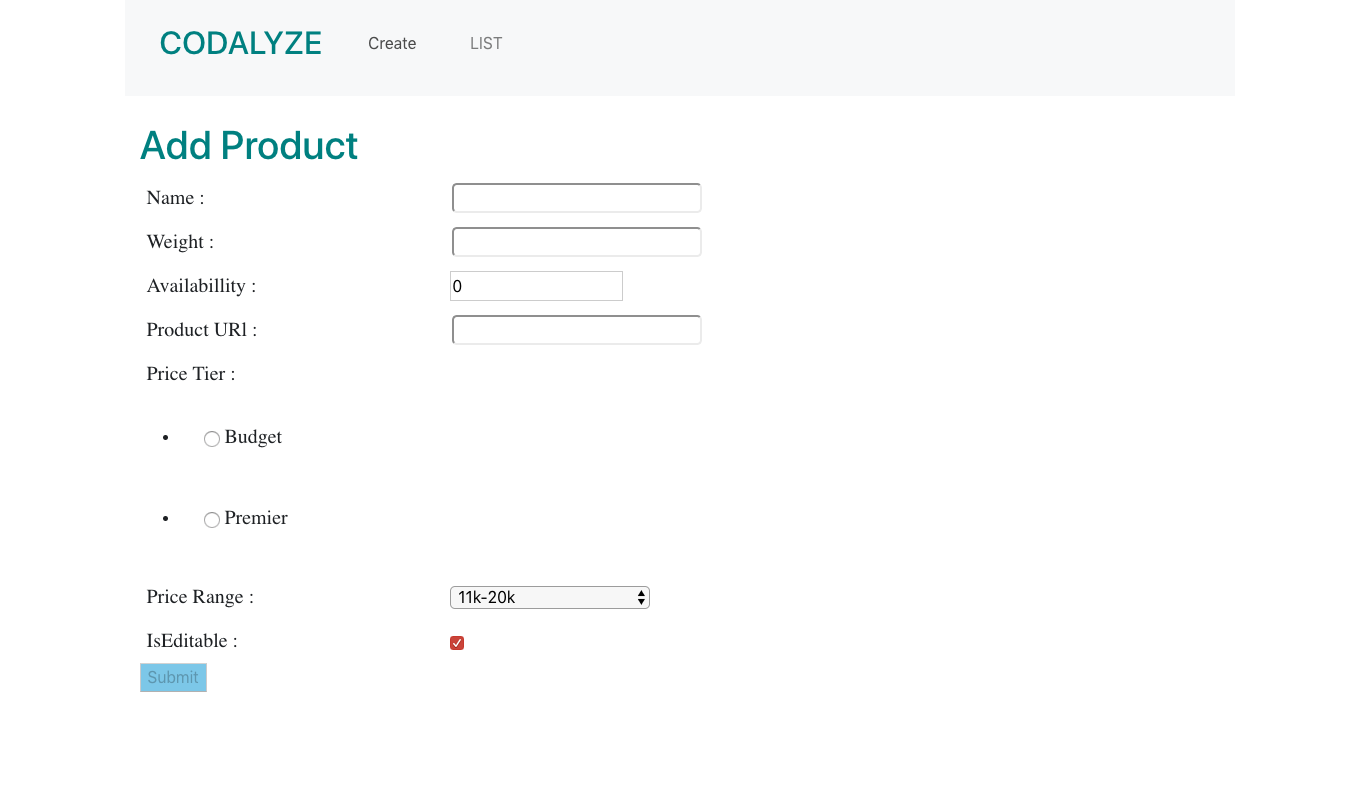 CODALYZE Create LIST
Add Product
Name :
Weight :
Availabillity : 0
Product URl :
Price Tier :
Budget
Premier
Price Range : 11k-20k
IsEditable :
Submit